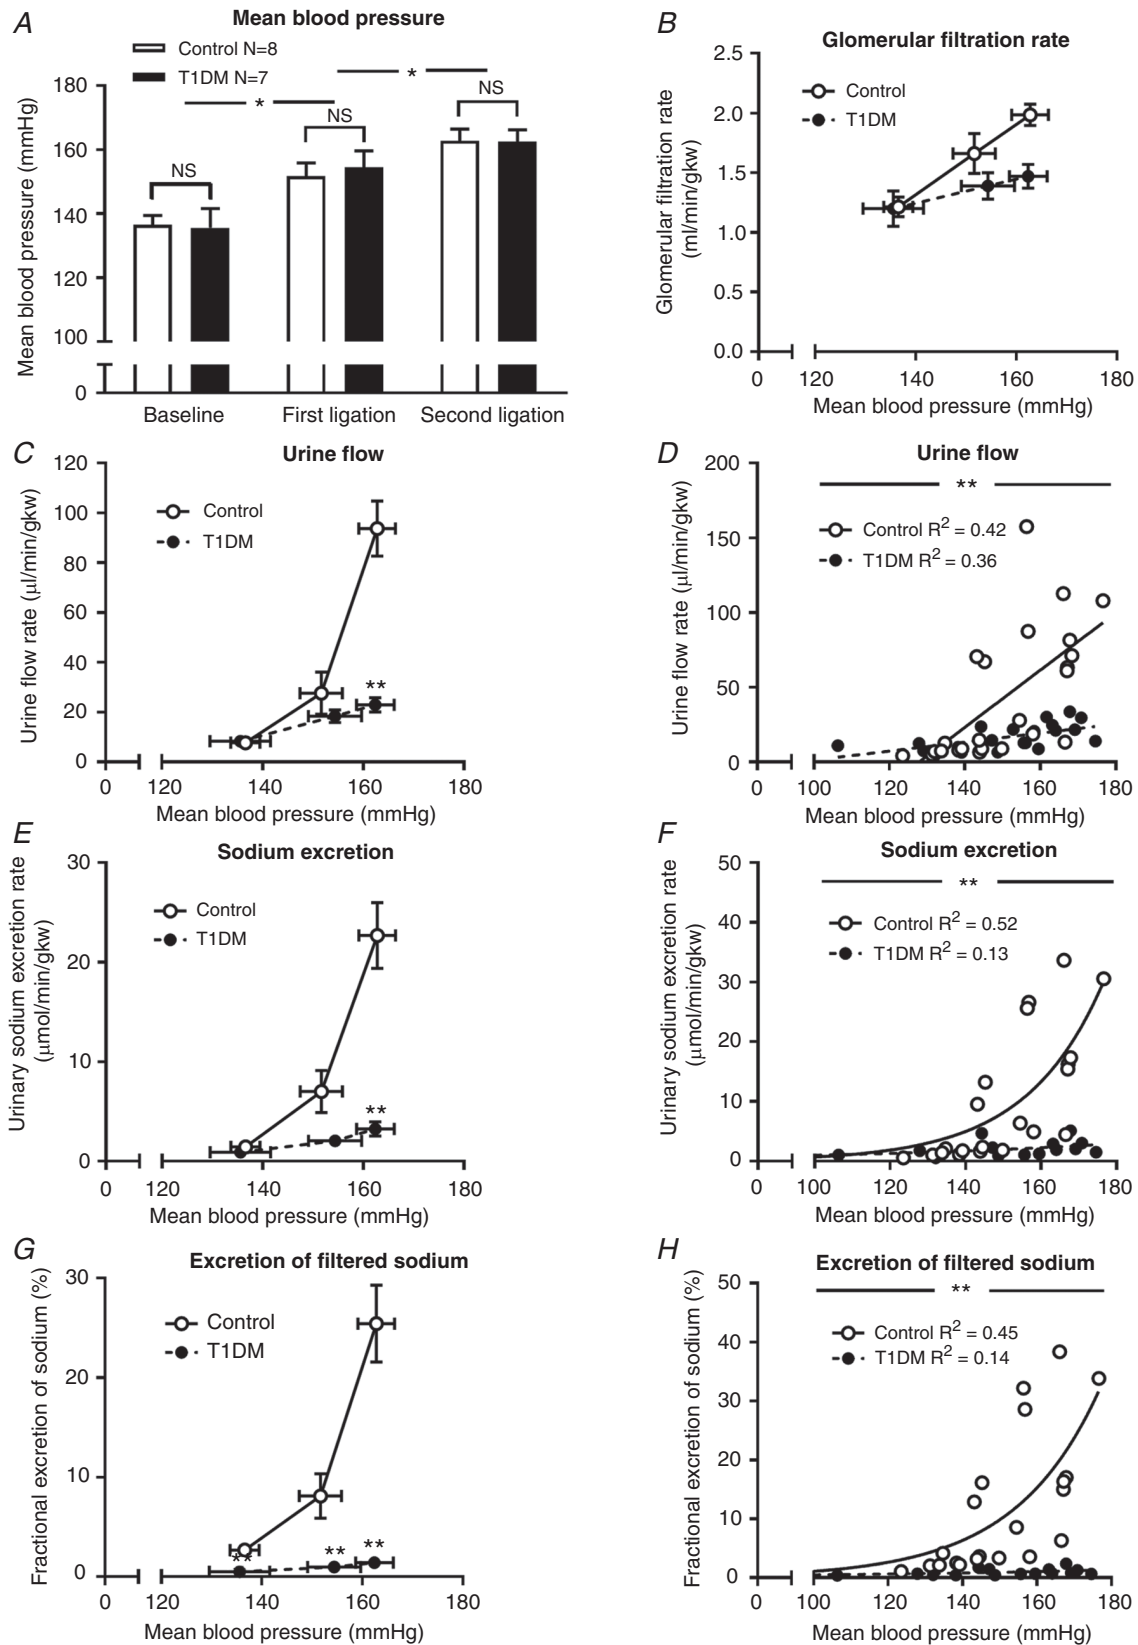 A
Mean blood pressure
Control N=8
T1DM N=7
Mean blood pressure (mmHg)
180
160
140
120
100
0
NS
*
NS
*
NS
Baseline
First ligation
Second ligation
B
Glomerular filtration rate
Control
T1DM
Glomerular filtration rate
(ml/min/gkw)
2.5
2.0
1.5
1.0
0.5
0.0
0 120 140 160 180
Mean blood pressure (mmHg)
C
Urine flow
Control
T1DM
Urine flow rate (μl/min/gkw)
120
100
80
60
40
20
0
**
0 120 140 160 180
Mean blood pressure (mmHg)
D
Urine flow
**
Control R2 = 0.42
T1DM R2 = 0.36
Urine flow rate (μl/min/gkw)
200
150
100
50
0
0 100 120 140 160 180
Mean blood pressure (mmHg)
E
Sodium excretion
Control
T1DM
Urinary sodium excretion rate
(μmol/min/gkw)
30
20
10
0
**
0 120 140 160 180
Mean blood pressure (mmHg)
F
Sodium excretion
**
Control R2 = 0.52
T1DM R2 = 0.13
Urinary sodium excretion rate
(μmol/min/gkw)
50
40
30
20
10
0
0 100 120 140 160 180
Mean blood pressure (mmHg)
G
Excretion of filtered sodium
Control
T1DM
Fractional excretion of sodium (%)
30
20
10
0
** ** **
0 120 140 160 180
Mean blood pressure (mmHg)
H
Excretion of filtered sodium
**
Control R2 = 0.45
T1DM R2 = 0.14
Fractional excretion of sodium (%)
50
40
30
20
10
0
0 100 120 140 160 180
Mean blood pressure (mmHg)